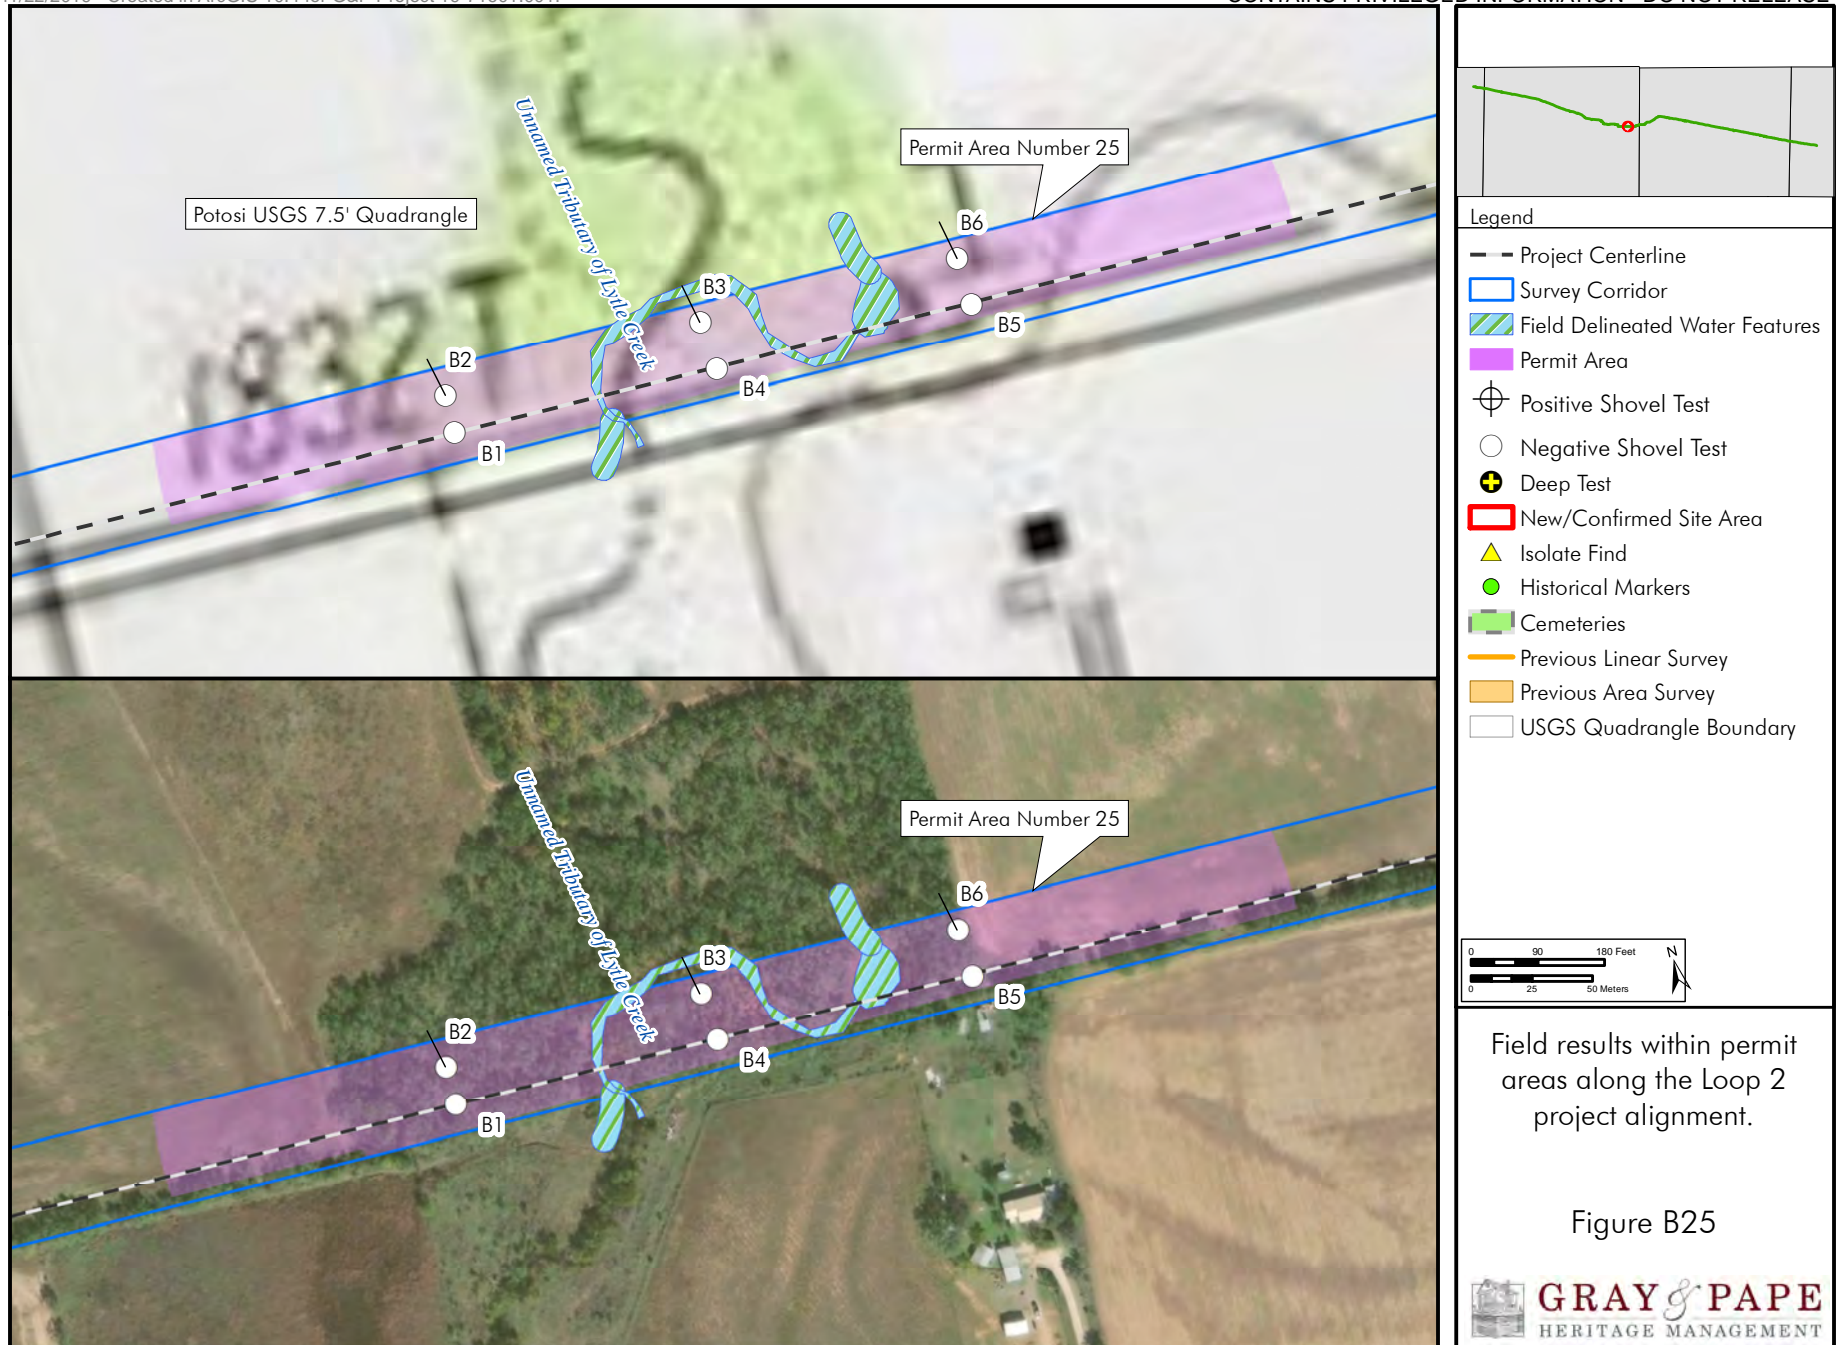 Potosi USGS 7.5' Quadrangle
Unnamed Tributary of Lytle Creek
Permit Area Number 25
1832T
B2
B1
B3
B4
B6
B5
Unnamed Tributary of Lytle Creek
Permit Area Number 25
B2
B1
B3
B4
B6
B5
Legend
Project Centerline
Survey Corridor
Field Delineated Water Features
Permit Area
Positive Shovel Test
Negative Shovel Test
Deep Test
New/Confirmed Site Area
Isolate Find
Historical Markers
Cemeteries
Previous Linear Survey
Previous Area Survey
USGS Quadrangle Boundary
0 90 180 Feet
0 25 50 Meters
N
Field results within permit
areas along the Loop 2
project alignment.
Figure B25
GRAY & PAPE
HERITAGE MANAGEMENT